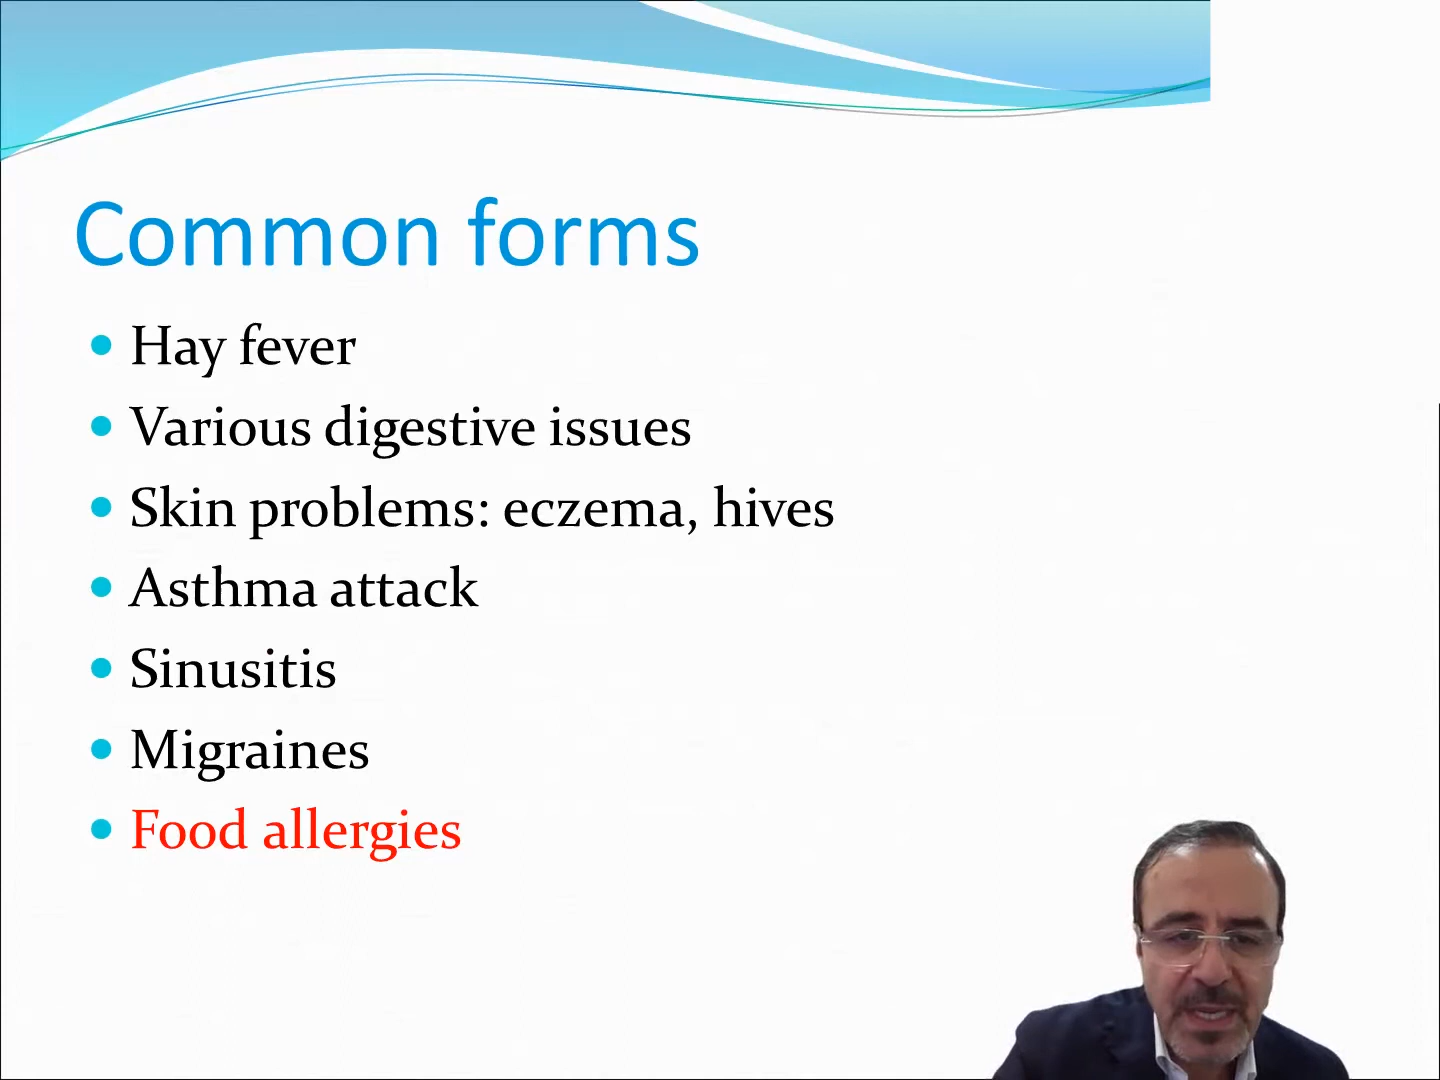 Common forms
Hay fever
Various digestive issues
Skin problems: eczema, hives
Asthma attack
Sinusitis
Migraines
Food allergies